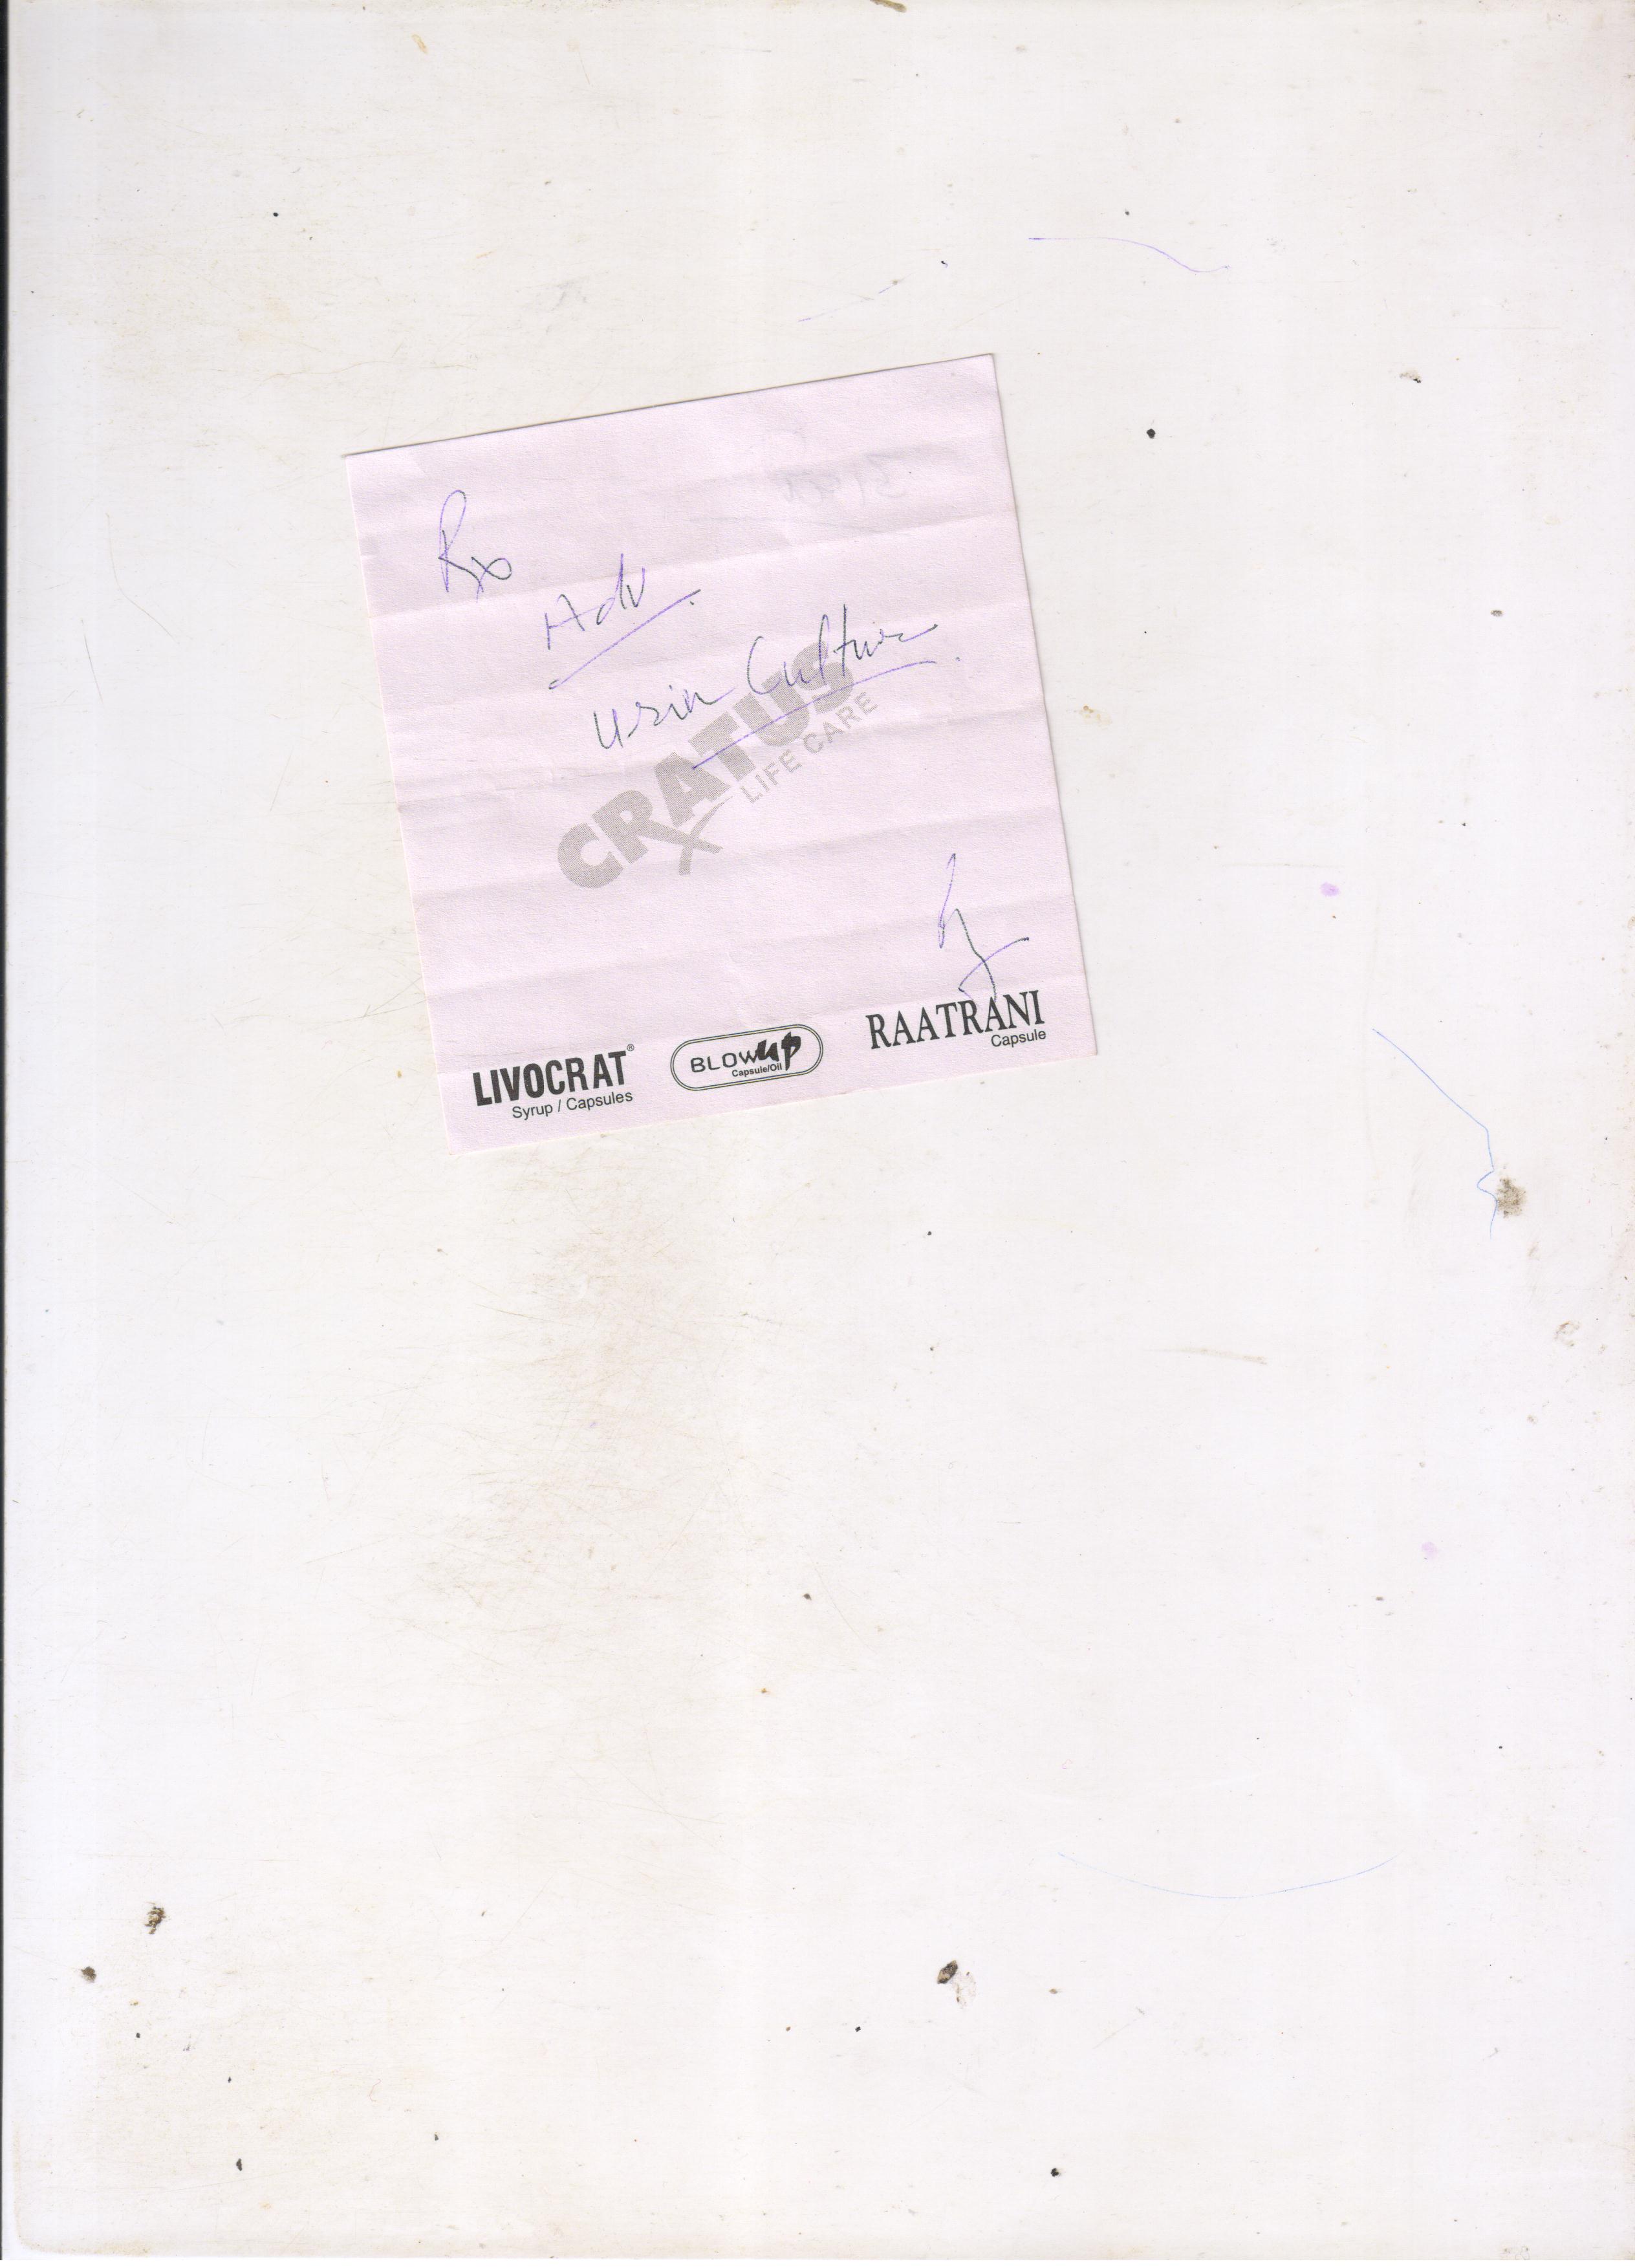 Rx
Adv.
Urin Culture
CRATUS
LIFE CARE
LIVOCRAT®
Syrup / Capsules
BLOWUP
Capsule/Oil
RAATRANI
Capsule